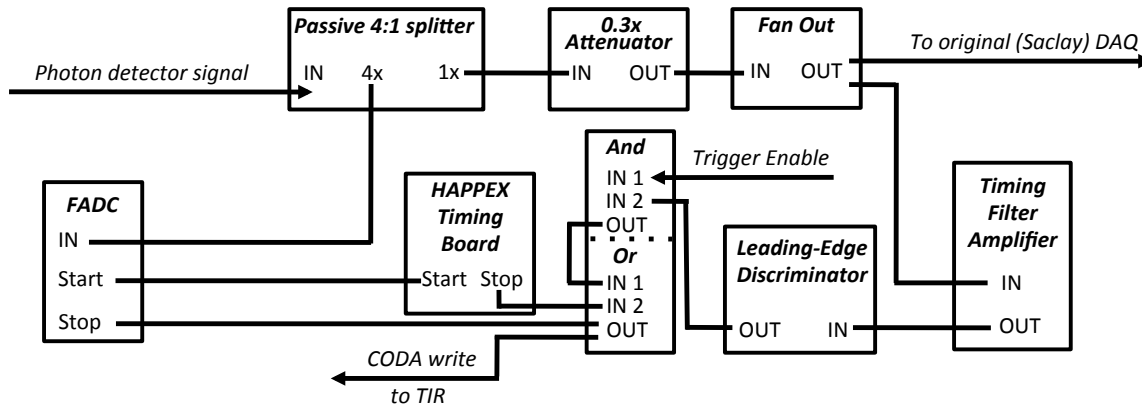 Passive 4:1 splitter
IN 4x 1x
Photon detector signal
0.3x
Attenuator
IN OUT
Fan Out
IN OUT
To original (Saclay) DAQ
And
IN 1
IN 2
OUT
Or
IN 1
IN 2
OUT
Trigger Enable
FADC
IN
Start
Stop
HAPPEX
Timing
Board
Start Stop
Leading-Edge
Discriminator
OUT IN
Timing
Filter
Amplifier
IN
OUT
CODA write
to TIR